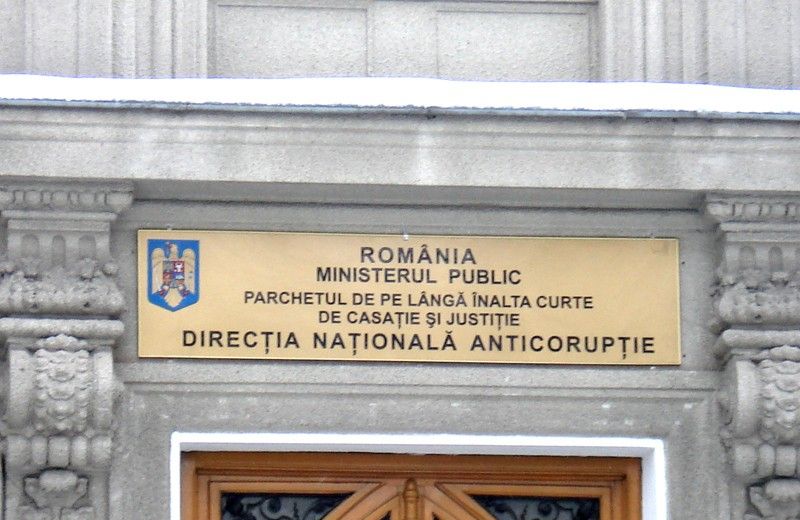 ROMÂNIA
MINISTERUL PUBLIC
PARCHETUL DE PE LÂNGĂ ÎNALTA CURTE
DE CASAȚIE ȘI JUSTIȚIE
DIRECȚIA NAȚIONALĂ ANTICORUPȚIE